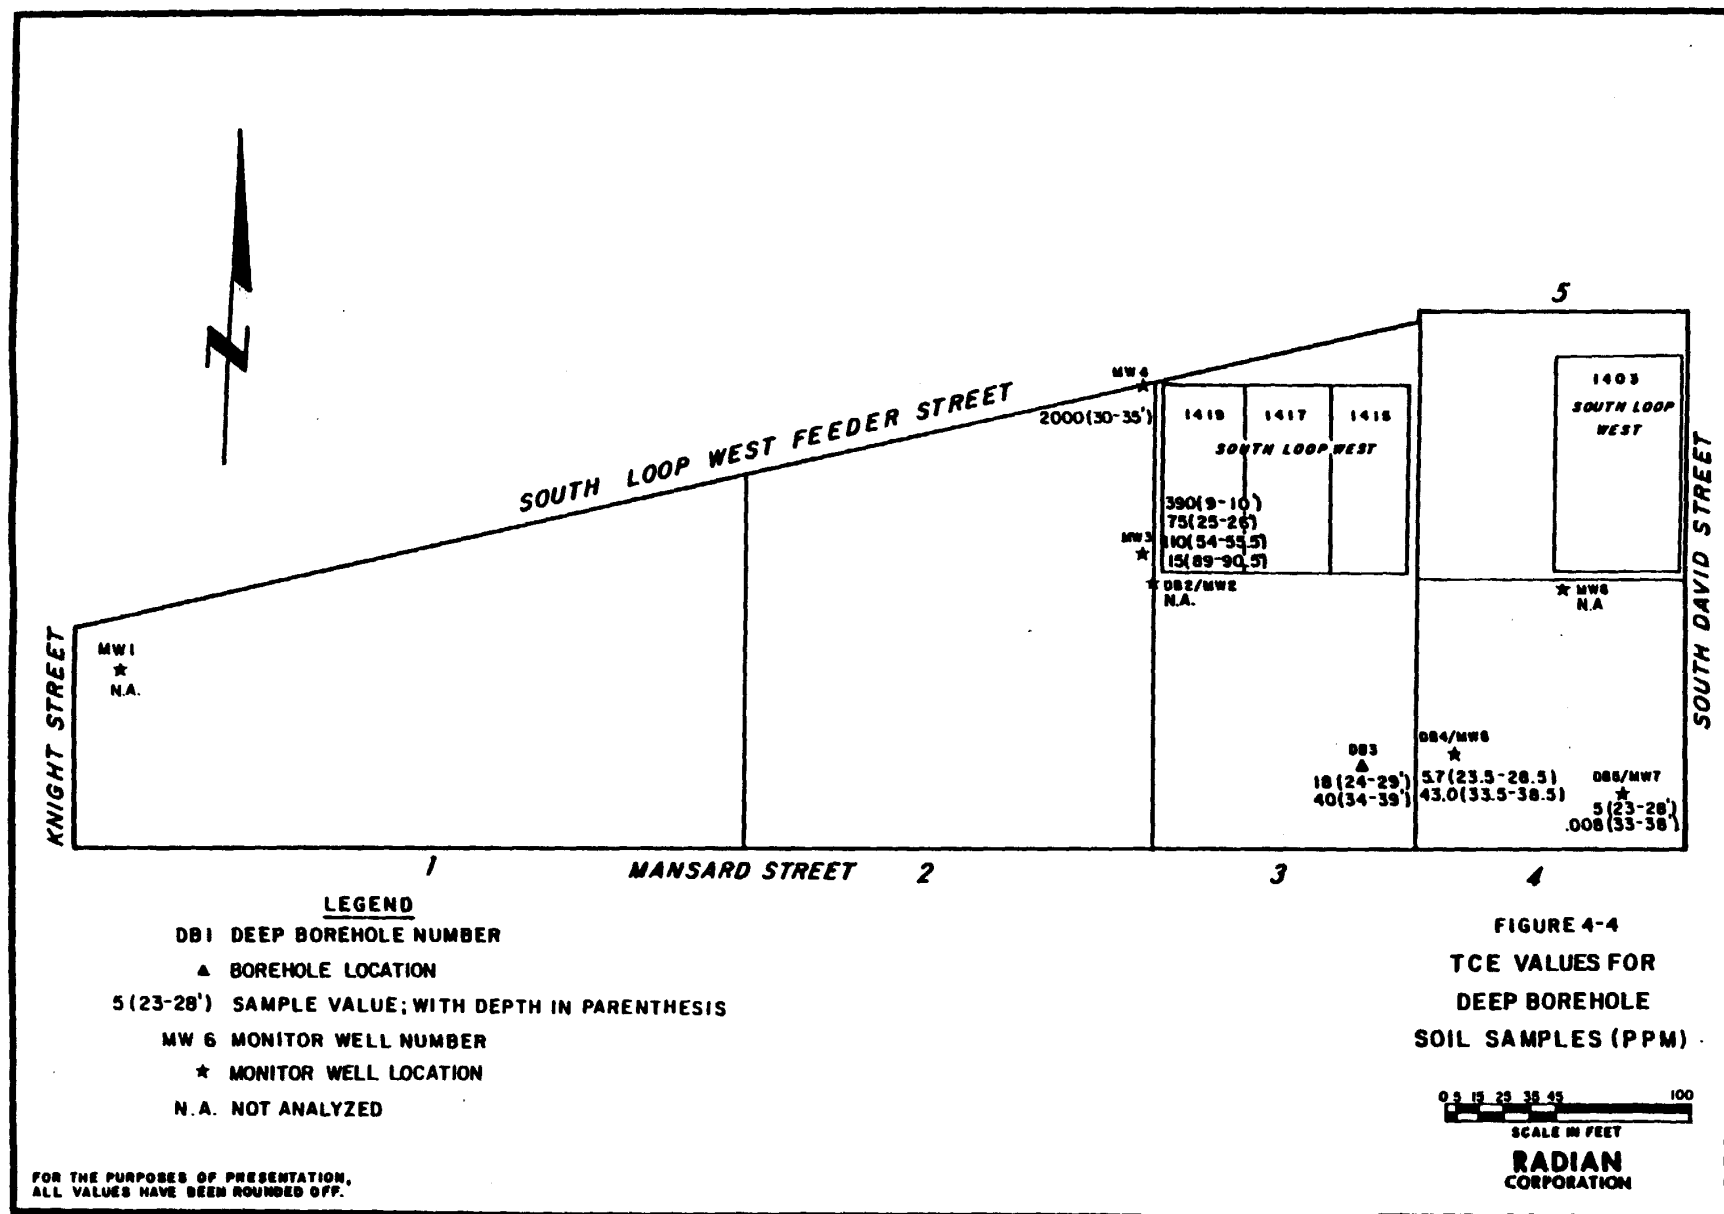 5
1403
SOUTH LOOP
WEST
MW4
2000(30-35')
1419 1417 1415
SOUTH LOOP WEST
SOUTH LOOP WEST FEEDER STREET
390(9-10')
75(25-26')
110(54-55.5')
15(89-90.5')
MW3
DB2/MW2
N.A.
MW6
N.A
SOUTH DAVID STREET
KNIGHT STREET
MW1
N.A.
DB3
18(24-29')
40(34-39')
5.7(23.5-28.5)
43.0(33.5-38.5)
5(23-28')
.008(33-38')
1 MANSARD STREET 2 3 4
LEGEND
DB1 DEEP BOREHOLE NUMBER
BOREHOLE LOCATION
5(23-28') SAMPLE VALUE; WITH DEPTH IN PARENTHESIS
MW 6 MONITOR WELL NUMBER
MONITOR WELL LOCATION
N.A. NOT ANALYZED
FIGURE 4-4
TCE VALUES FOR
DEEP BOREHOLE
SOIL SAMPLES (PPM)
0 5 15 25 35 45 100
SCALE IN FEET
RADIAN
CORPORATION
FOR THE PURPOSES OF PRESENTATION,
ALL VALUES HAVE BEEN ROUNDED OFF.